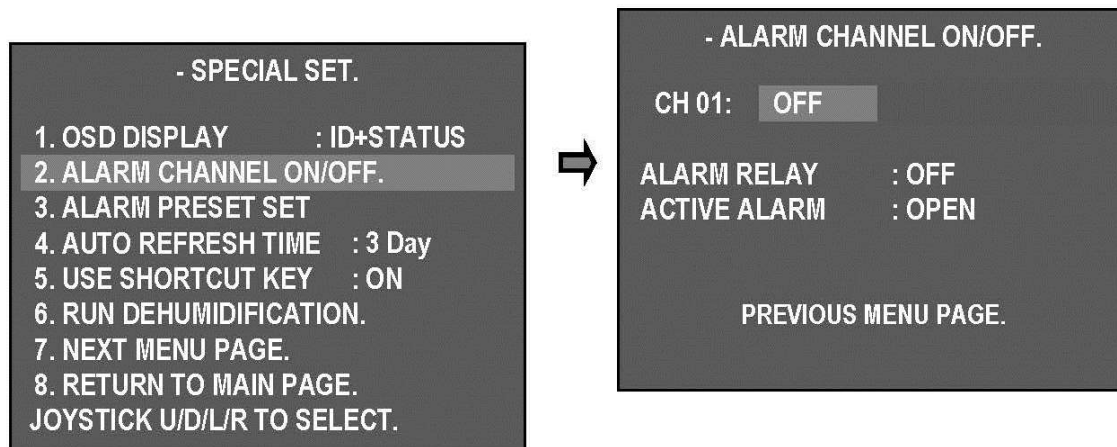 - SPECIAL SET.
1. OSD DISPLAY : ID+STATUS
2. ALARM CHANNEL ON/OFF.
3. ALARM PRESET SET
4. AUTO REFRESH TIME : 3 Day
5. USE SHORTCUT KEY : ON
6. RUN DEHUMIDIFICATION.
7. NEXT MENU PAGE.
8. RETURN TO MAIN PAGE.
JOYSTICK U/D/L/R TO SELECT.
- ALARM CHANNEL ON/OFF.
CH 01: OFF
ALARM RELAY : OFF
ACTIVE ALARM : OPEN
PREVIOUS MENU PAGE.